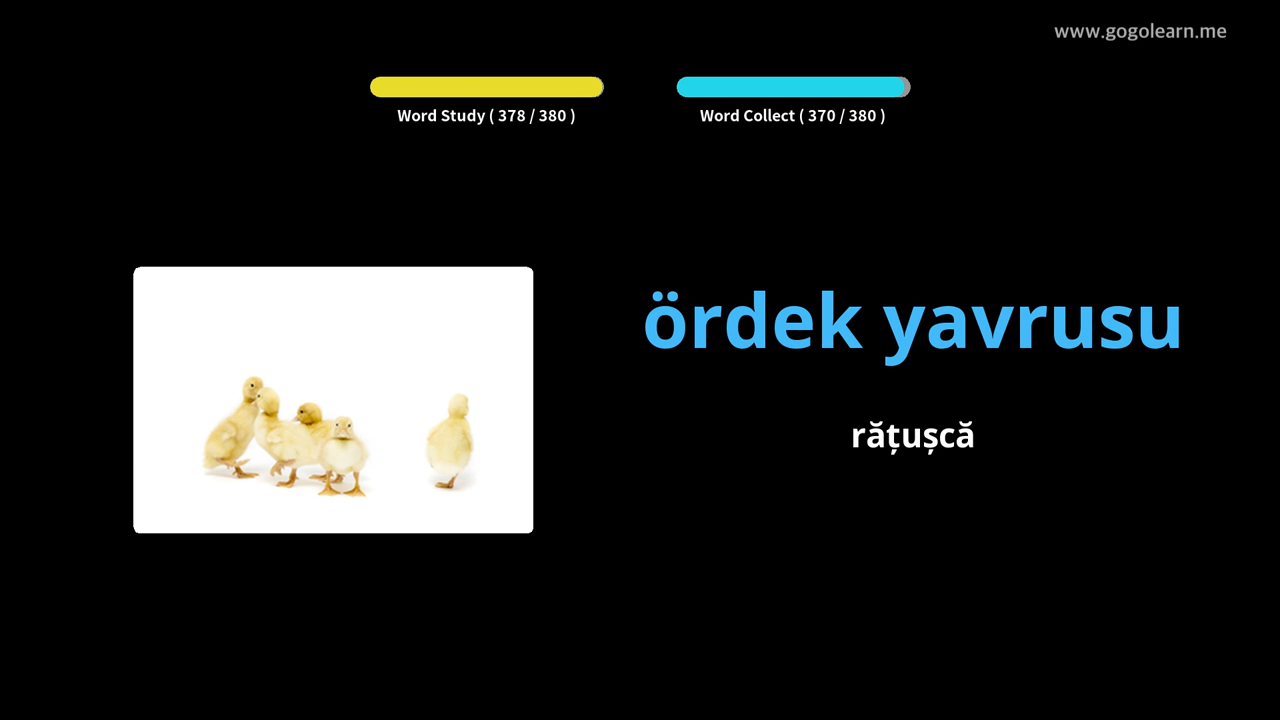 www.gogolearn.me
Word Study ( 378 / 380 )
Word Collect ( 370 / 380 )
ördek yavrusu
rățușcă